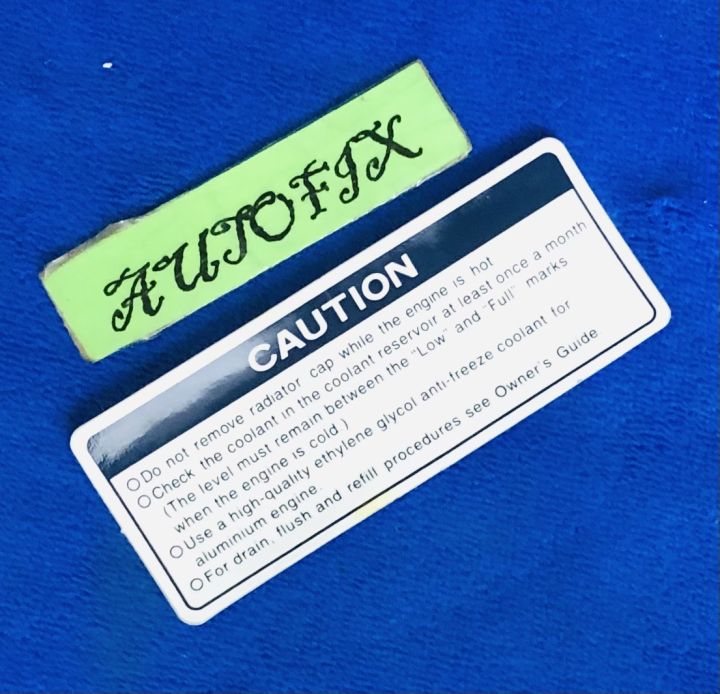 AUTOFIX
CAUTION
○Do not remove radiator cap while the engine is hot
○Check the coolant in the coolant reservoir at least once a month
(The level must remain between the "Low" and "Full" marks
when the engine is cold.)
○Use a high-quality ethylene glycol anti-freeze coolant for
aluminium engine.
○For drain, flush and refill procedures see Owner's Guide.